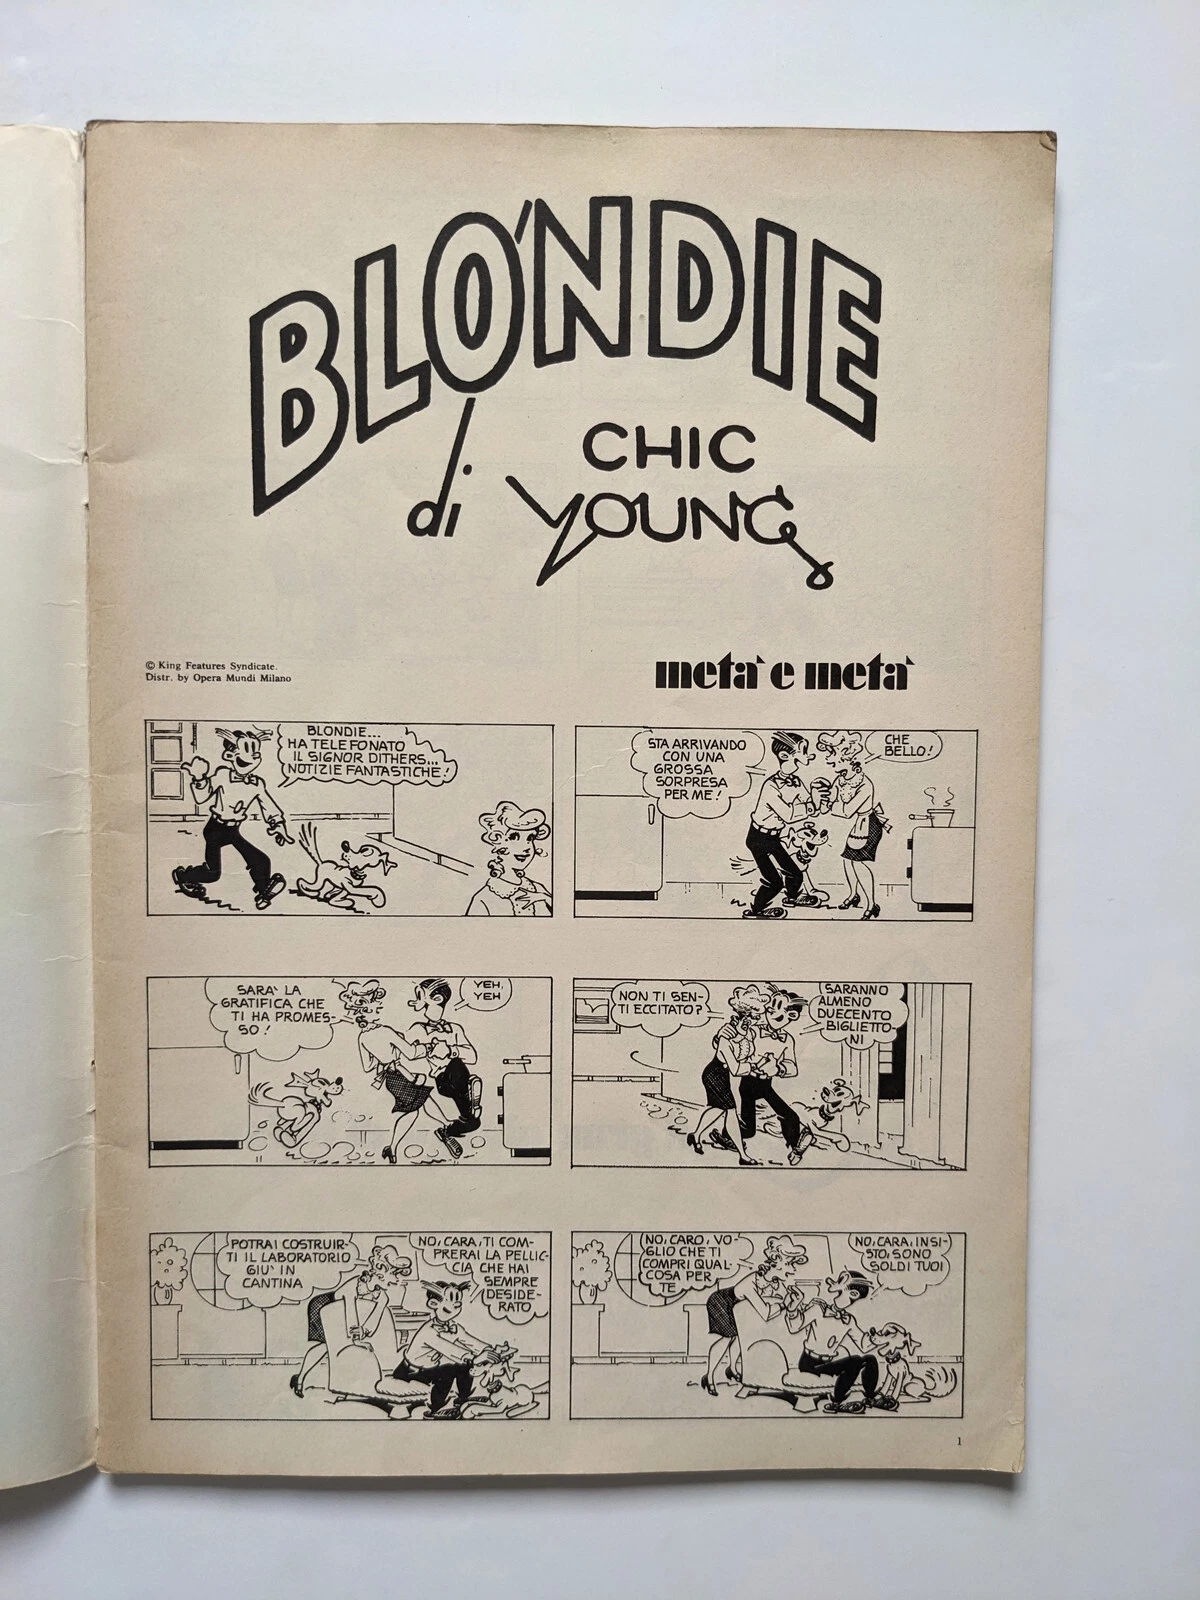 BLONDIE
di CHIC
YOUNG
© King Features Syndicate.
Distr. by Opera Mundi Milano
metà e metà
BLONDIE...
HA TELEFONATO
IL SIGNOR DITHERS...
NOTIZIE FANTASTICHE!
STA ARRIVANDO
CON UNA
GROSSA
SORPRESA
PER ME!
CHE
BELLO!
SARA' LA
GRATIFICA CHE
TI HA PROMES-
SO!
YEH,
YEH
NON TI SEN-
TI ECCITATO?
SARANNO
ALMENO
DUECENTO
BIGLIETTO-
NI
POTRAI COSTRUIR-
TI IL LABORATORIO
GIU' IN
CANTINA
NO, CARA, TI COM-
PRERAI LA PELLIC-
CIA CHE HAI
SEMPRE
DESIDE-
RATO
NO, CARO, VO-
GLIO CHE TI
COMPRI QUAL-
COSA PER
TE
NO, CARA, INSI-
STO, SONO
SOLDI TUOI
1